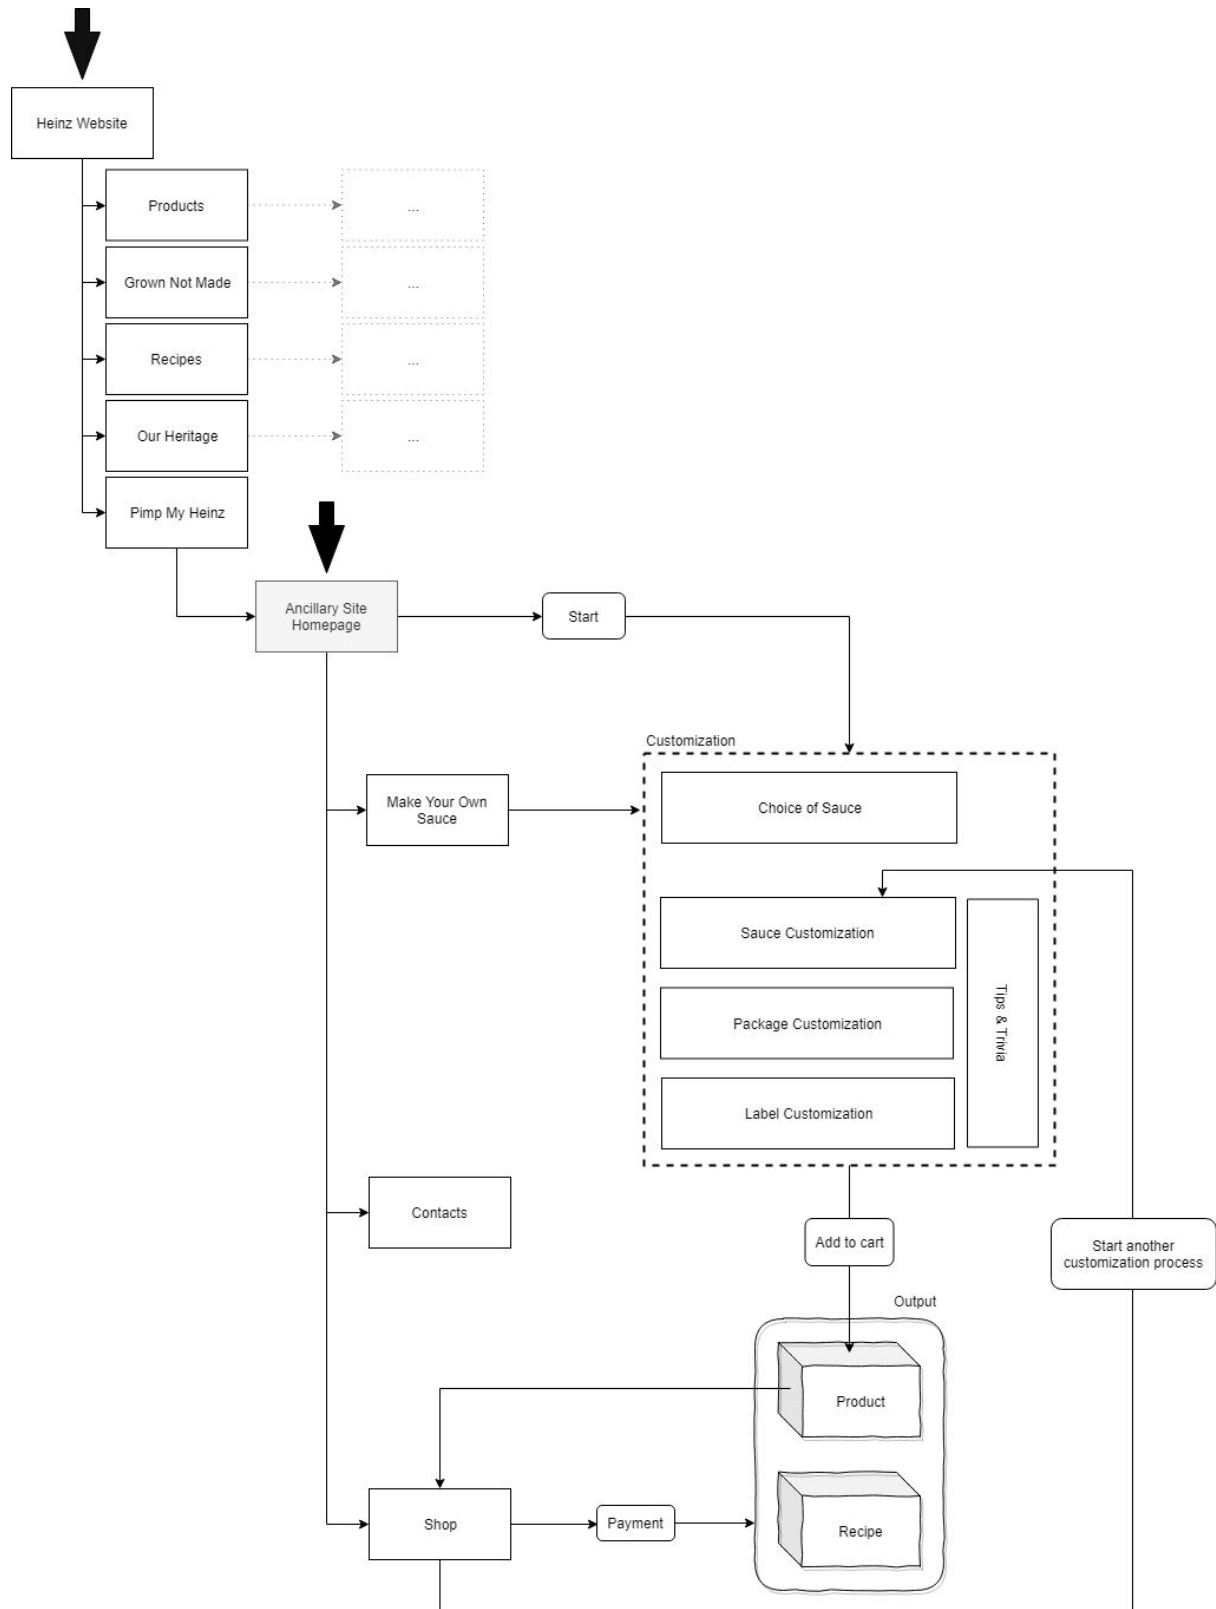 Heinz Website
Products
...
Grown Not Made
...
Recipes
...
Our Heritage
...
Pimp My Heinz
Ancillary Site
Homepage
Start
Customization
Make Your Own
Sauce
Choice of Sauce
Sauce Customization
Tips & Trivia
Package Customization
Label Customization
Contacts
Add to cart
Start another
customization process
Output
Product
Shop
Payment
Recipe